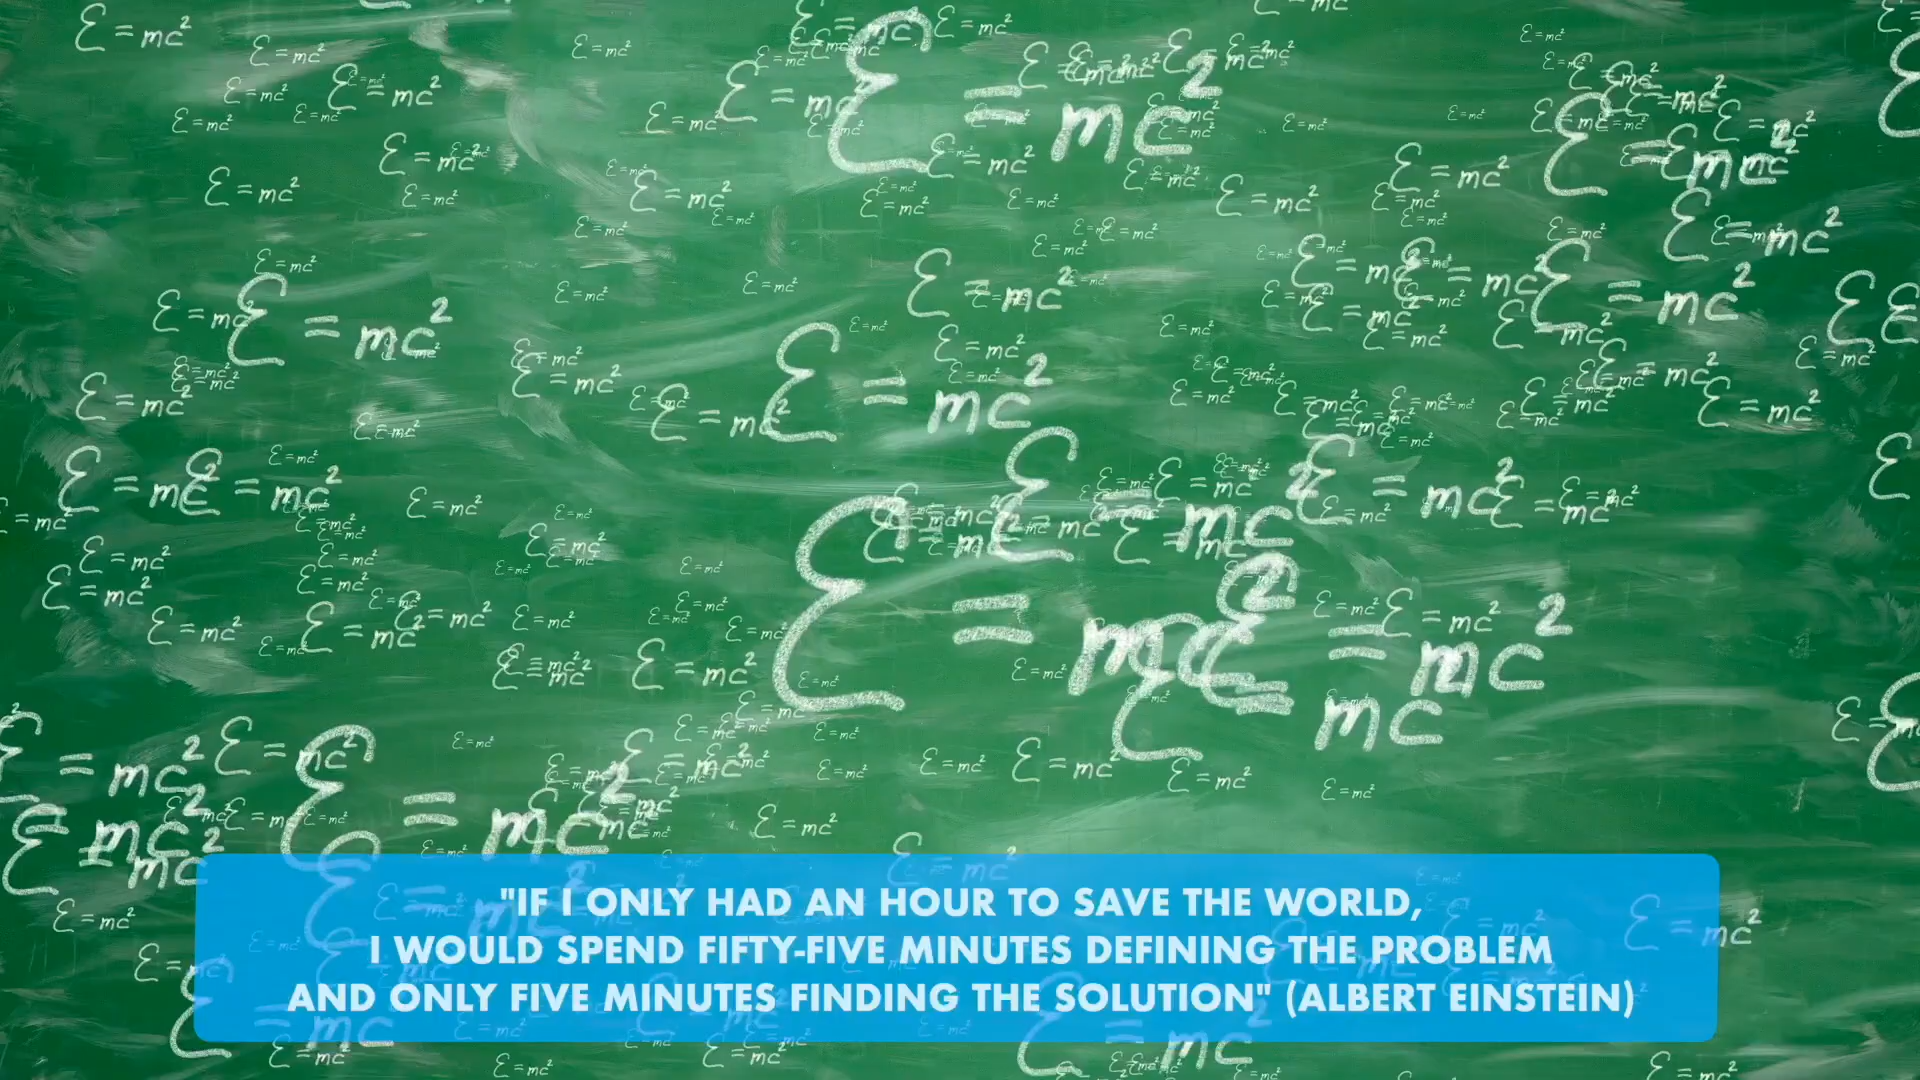 E = mc²
"IF I ONLY HAD AN HOUR TO SAVE THE WORLD,
I WOULD SPEND FIFTY-FIVE MINUTES DEFINING THE PROBLEM
AND ONLY FIVE MINUTES FINDING THE SOLUTION" (ALBERT EINSTEIN)